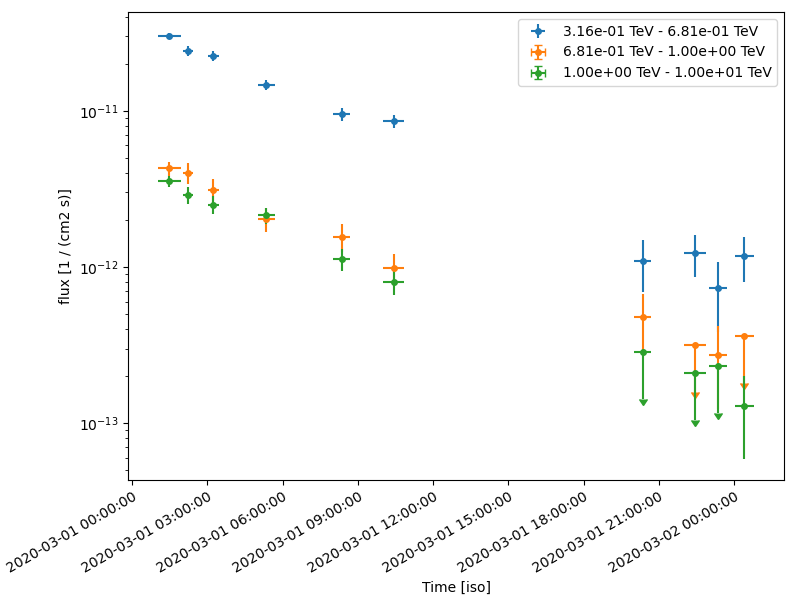 3.16e-01 TeV - 6.81e-01 TeV
6.81e-01 TeV - 1.00e+00 TeV
1.00e+00 TeV - 1.00e+01 TeV
flux [1 / (cm2 s)]
10⁻¹¹
10⁻¹²
10⁻¹³
2020-03-01 00:00:00
2020-03-01 03:00:00
2020-03-01 06:00:00
2020-03-01 09:00:00
2020-03-01 12:00:00
2020-03-01 15:00:00
2020-03-01 18:00:00
2020-03-01 21:00:00
2020-03-02 00:00:00
Time [iso]